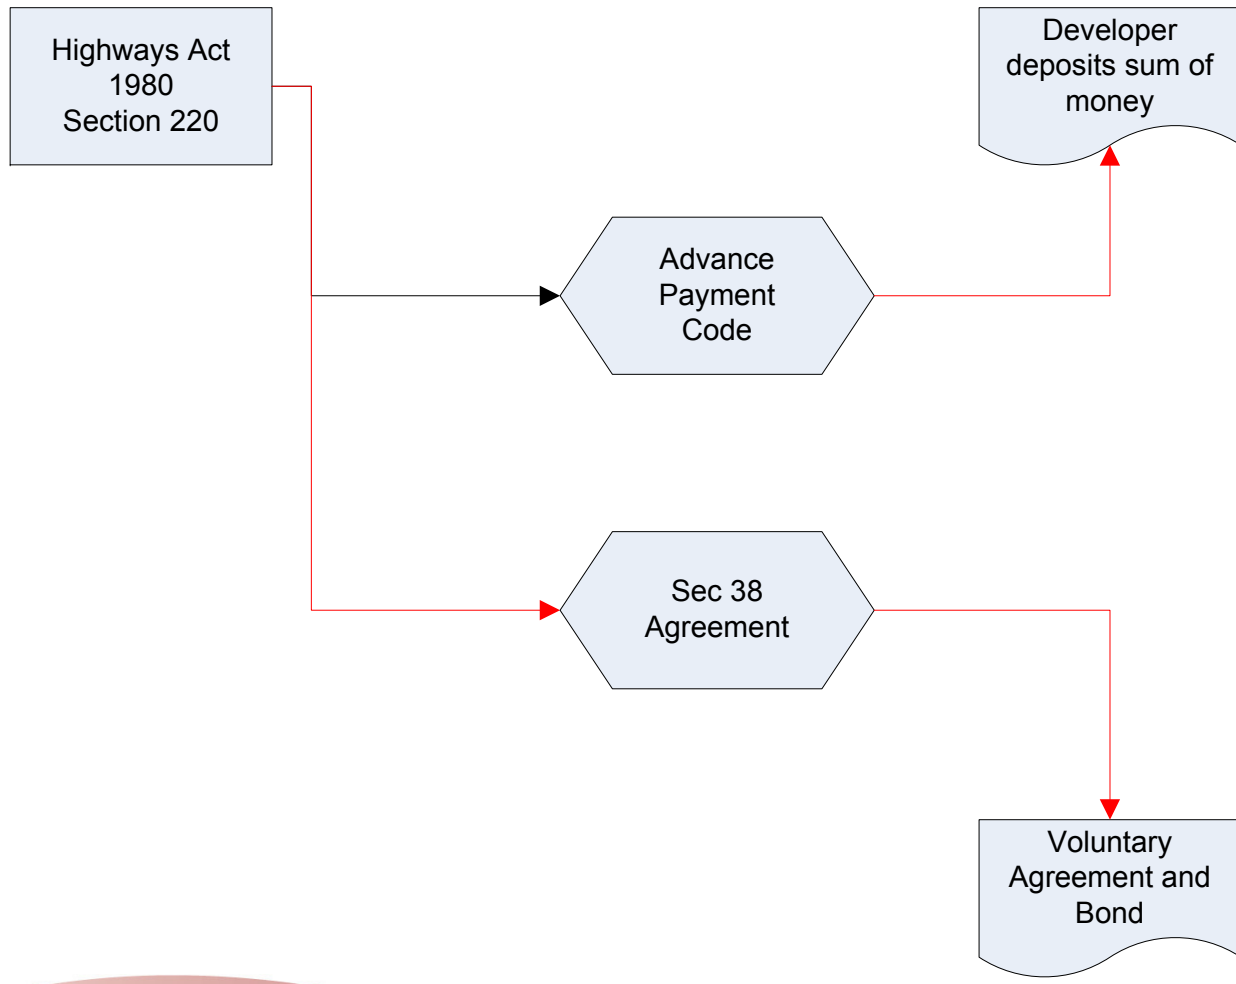 Highways Act
1980
Section 220
Developer
deposits sum of
money
Advance
Payment
Code
Sec 38
Agreement
Voluntary
Agreement and
Bond